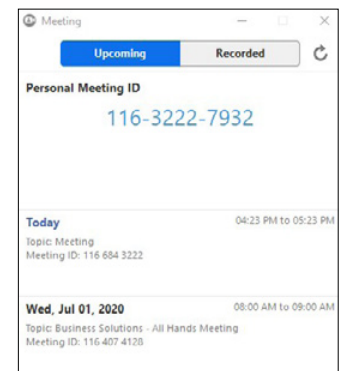 Meeting
Upcoming Recorded
Personal Meeting ID
116-3222-7932
Today 04:23 PM to 05:23 PM
Topic: Meeting
Meeting ID: 116 684 3222
Wed, Jul 01, 2020 08:00 AM to 09:00 AM
Topic: Business Solutions - All Hands Meeting
Meeting ID: 116 407 4128